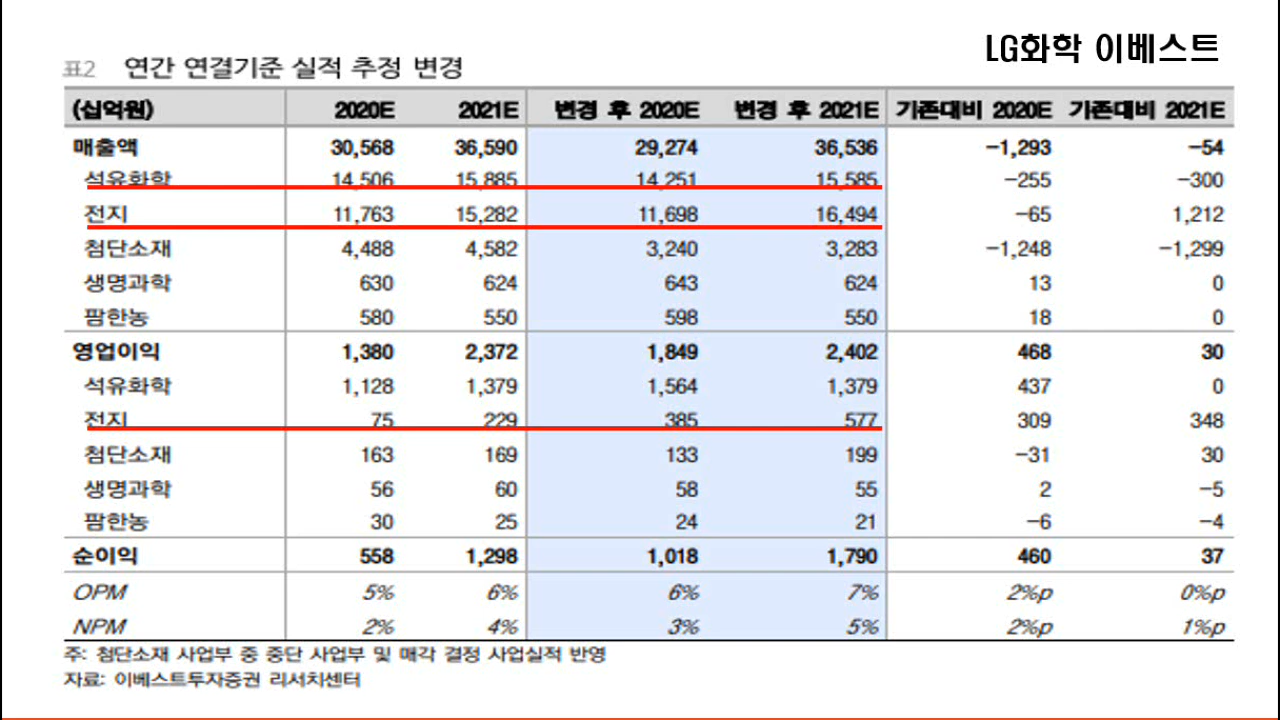 LG화학 이베스트
표2 연간 연결기준 실적 추정 변경
(십억원) 2020E 2021E 변경 후 2020E 변경 후 2021E 기존대비 2020E 기존대비 2021E
매출액 30,568 36,590 29,274 36,536 -1,293 -54
석유화학 14,506 15,885 14,251 15,585 -255 -300
전지 11,763 15,282 11,698 16,494 -65 1,212
첨단소재 4,488 4,582 3,240 3,283 -1,248 -1,299
생명과학 630 624 643 624 13 0
팜한농 580 550 598 550 18 0
영업이익 1,380 2,372 1,849 2,402 468 30
석유화학 1,128 1,379 1,564 1,379 437 0
전지 75 229 385 577 309 348
첨단소재 163 169 133 199 -31 30
생명과학 56 60 58 55 2 -5
팜한농 30 25 24 21 -6 -4
순이익 558 1,298 1,018 1,790 460 37
OPM 5% 6% 6% 7% 2%p 0%p
NPM 2% 4% 3% 5% 2%p 1%p
주: 첨단소재 사업부 중 중단 사업부 및 매각 결정 사업실적 반영
자료: 이베스트투자증권 리서치센터